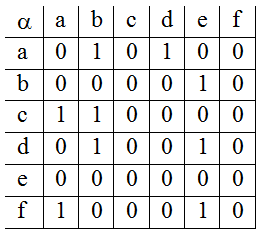 α a b c d e f
a 0 1 0 1 0 0
b 0 0 0 0 1 0
c 1 1 0 0 0 0
d 0 1 0 0 1 0
e 0 0 0 0 0 0
f 1 0 0 0 1 0